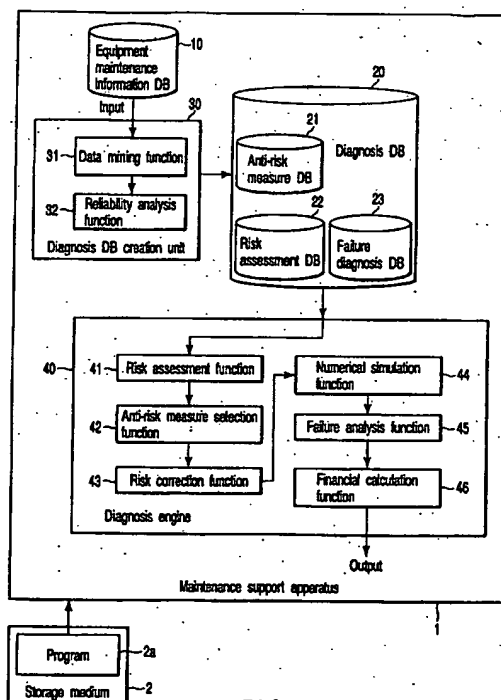 10
Equipment
maintenance
information DB
Input
20
30
21
31
Data mining function
Anti-risk
measure DB
Diagnosis DB
32
Reliability analysis
function
22
23
Diagnosis DB creation unit
Risk
assessment DB
Failure
diagnosis DB
40
41
Risk assessment function
Numerical simulation
function
44
42
Anti-risk measure selection
function
Failure analysis function
45
43
Risk correction function
Financial calculation
function
46
Diagnosis engine
Output
Maintenance support apparatus
1
Program
2a
Storage medium
2